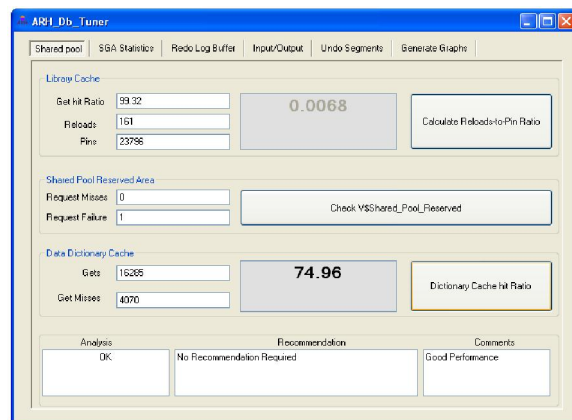 ARH_Db_Tuner
Shared pool SGA Statistics Redo Log Buffer Input/Output Undo Segments Generate Graphs
Library Cache
Get hit Ratio 99.32
Reloads 161
Pins 23796
0.0068
Calculate Reloads-to-Pin Ratio
Shared Pool Reserved Area
Request Misses 0
Request Failure 1
Check V$Shared_Pool_Reserved
Data Dictionary Cache
Gets 16285
Get Misses 4070
74.96
Dictionary Cache hit Ratio
Analysis Recommendation Comments
OK No Recommendation Required Good Performance